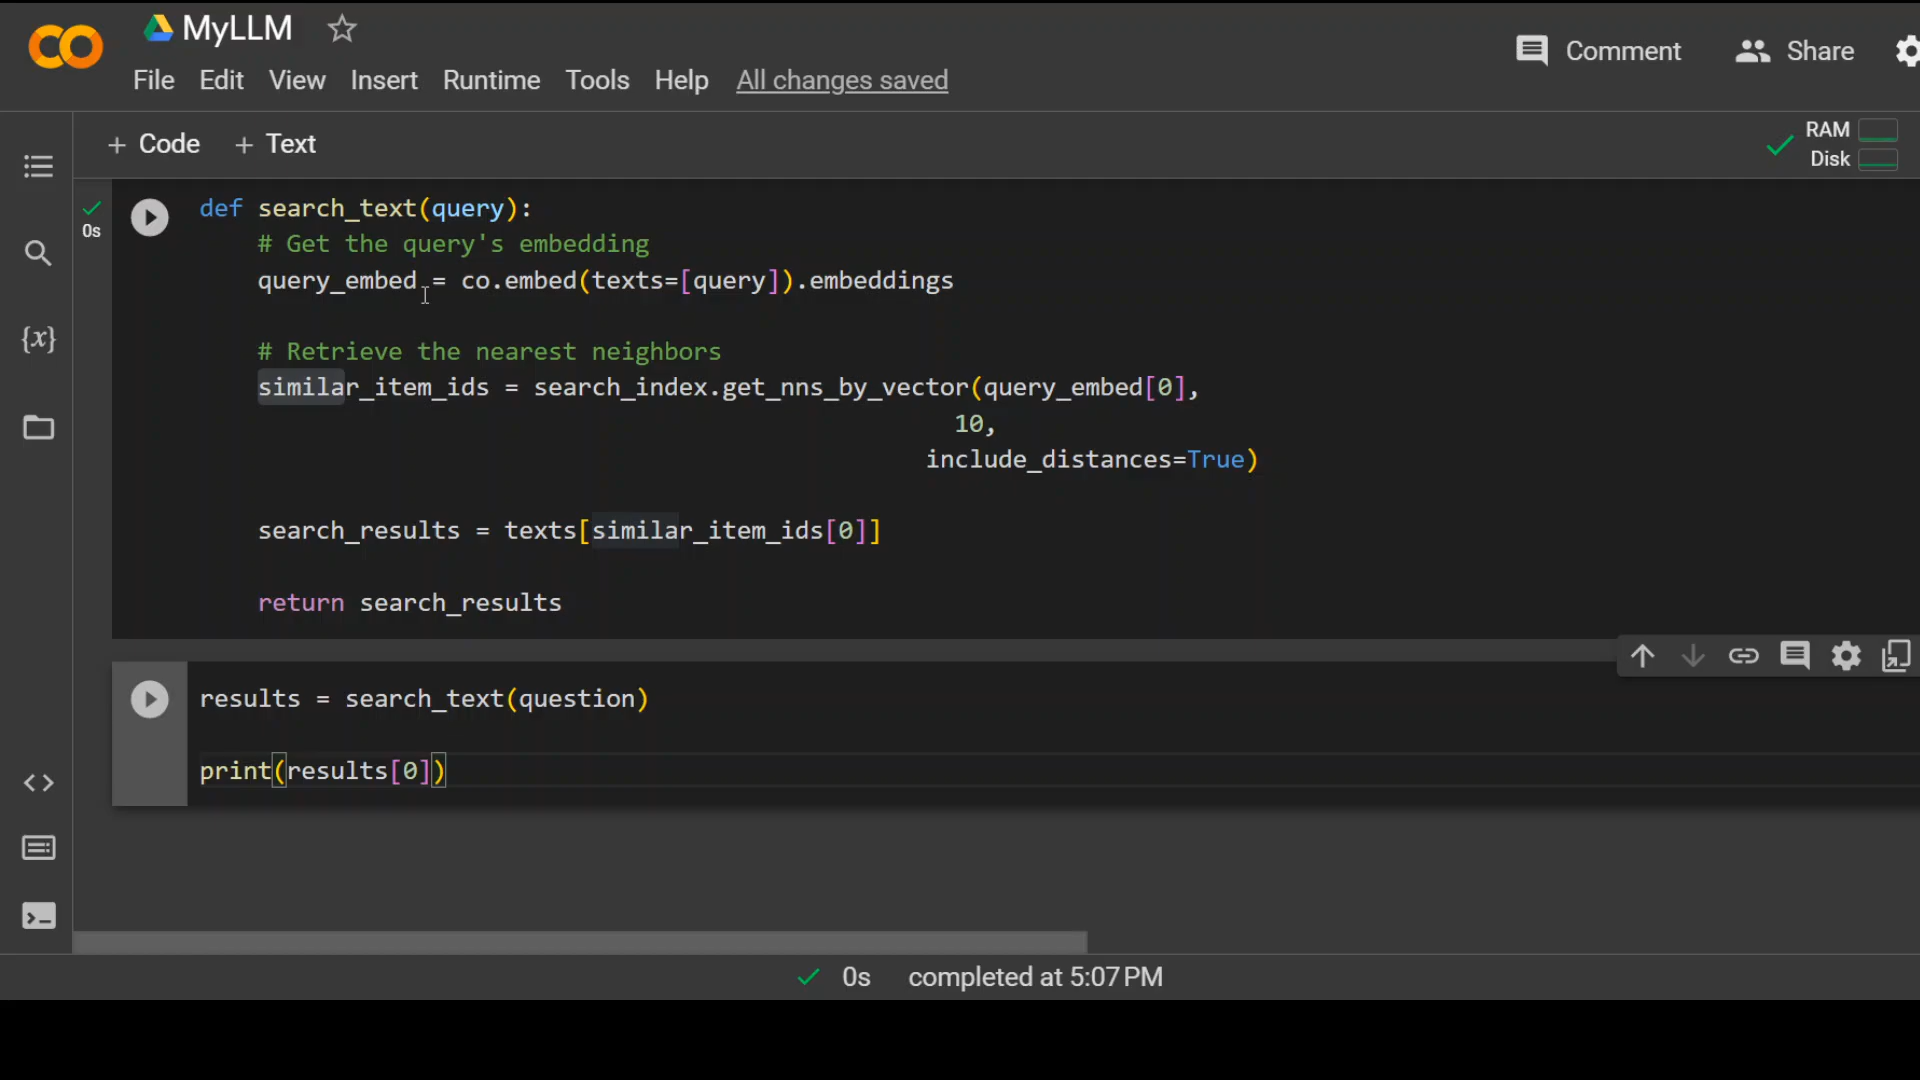 MyLLM
Comment
Share
File Edit View Insert Runtime Tools Help All changes saved
+ Code + Text
RAM
Disk
0s
def search_text(query):
    # Get the query's embedding
    query_embed = co.embed(texts=[query]).embeddings

    # Retrieve the nearest neighbors
    similar_item_ids = search_index.get_nns_by_vector(query_embed[0],
                                                10,
                                              include_distances=True)

    search_results = texts[similar_item_ids[0]]

    return search_results
{x}
results = search_text(question)

print(results[0])
0s completed at 5:07 PM